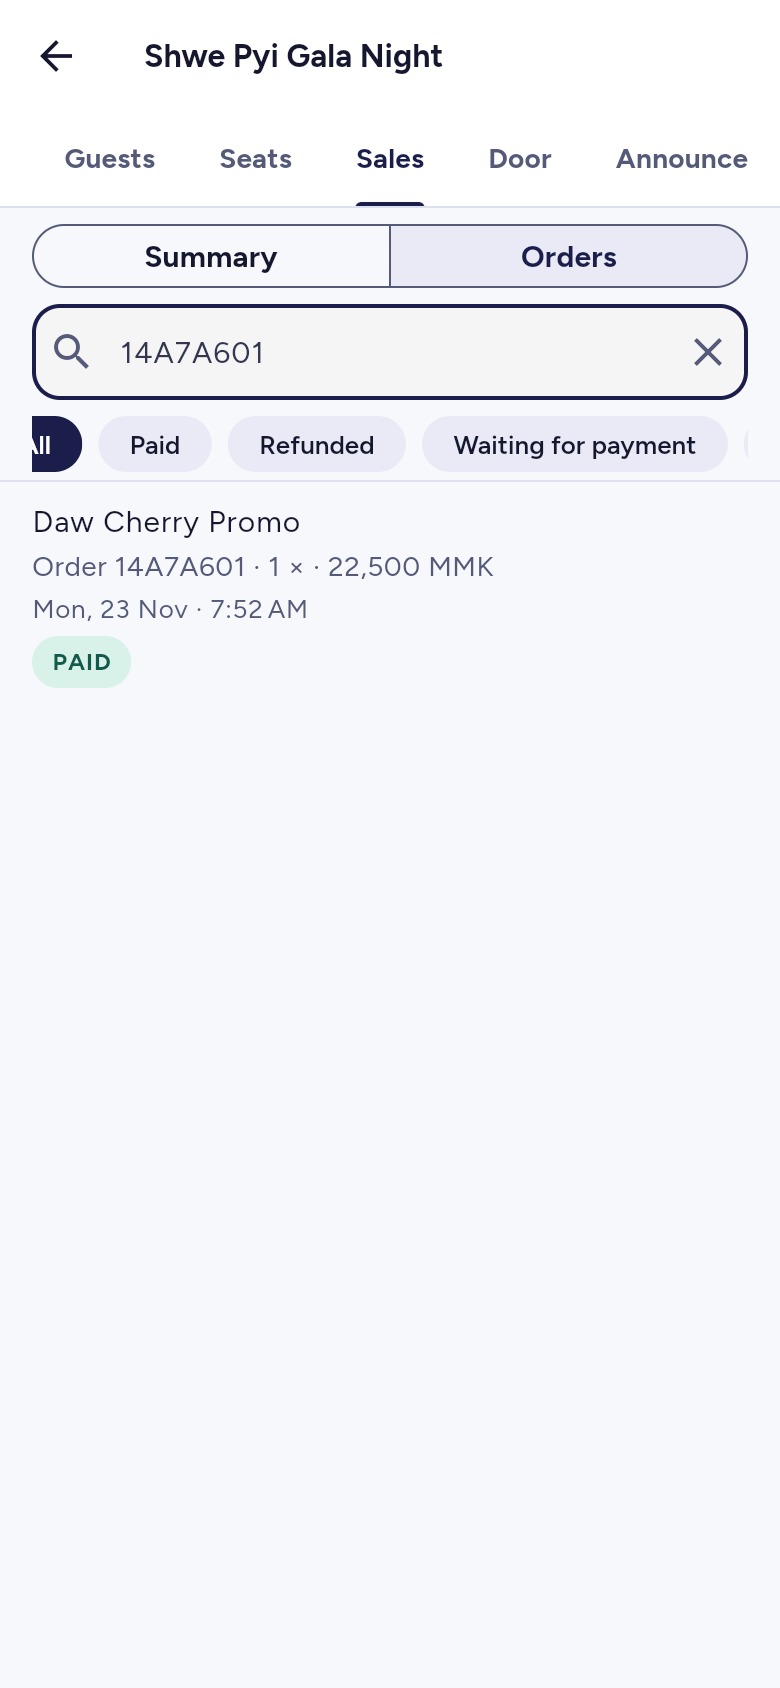 Shwe Pyi Gala Night
Guests Seats Sales Door Announce
Summary Orders
14A7A601
All Paid Refunded Waiting for payment
Daw Cherry Promo
Order 14A7A601 · 1 × · 22,500 MMK
Mon, 23 Nov · 7:52 AM
PAID